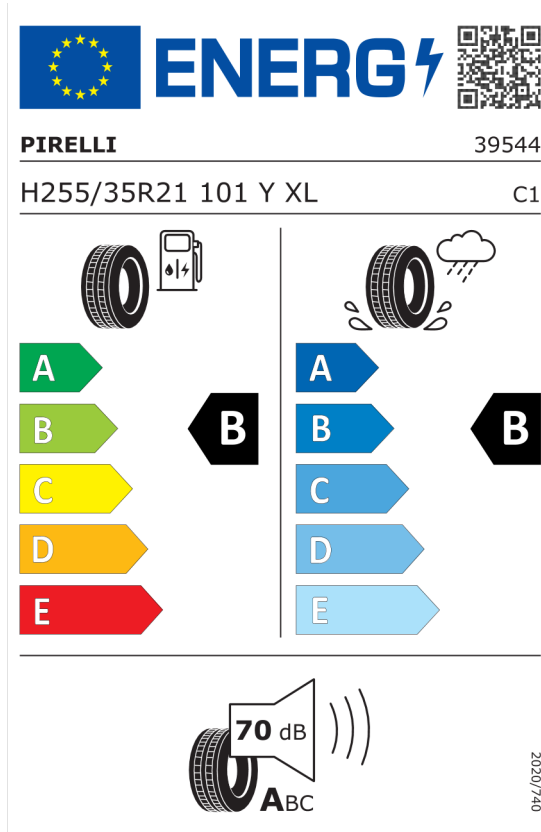 ENERG
PIRELLI 39544
H255/35R21 101 Y XL C1
A A
B B B B
C C
D D
E E
70 dB
ABC
2020/740